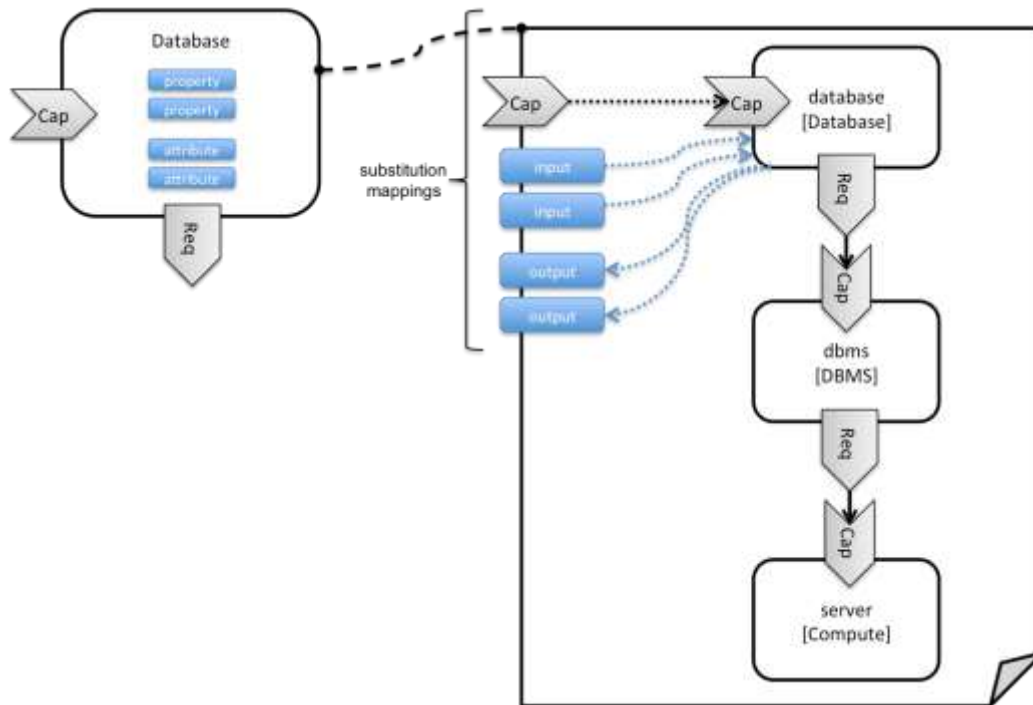 Database
property
property
attribute
attribute
Cap
Req
substitution
mappings
Cap
input
input
output
output
Cap
database
[Database]
Req
Cap
dbms
[DBMS]
Req
Cap
server
[Compute]